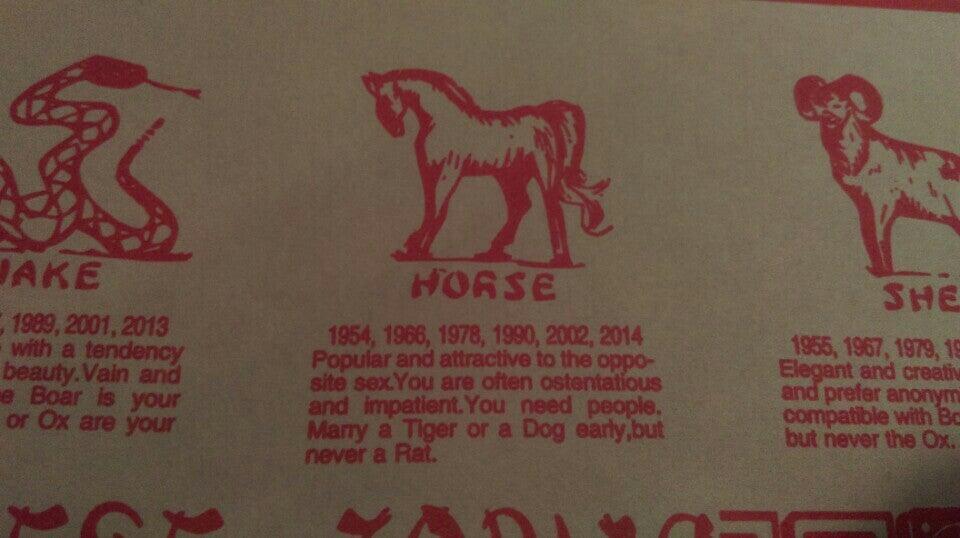 NAKE
, 1989, 2001, 2013
with a tendency
beauty.Vain and
Boar is your
or Ox are your
HORSE
1954, 1966, 1978, 1990, 2002, 2014
Popular and attractive to the oppo-
site sex.You are often ostentatious
and impatient.You need people.
Marry a Tiger or a Dog early,but
never a Rat.
SHE
1955, 1967, 1979, 19
Elegant and creativ
and prefer anonym
compatible with Bo
but never the Ox.